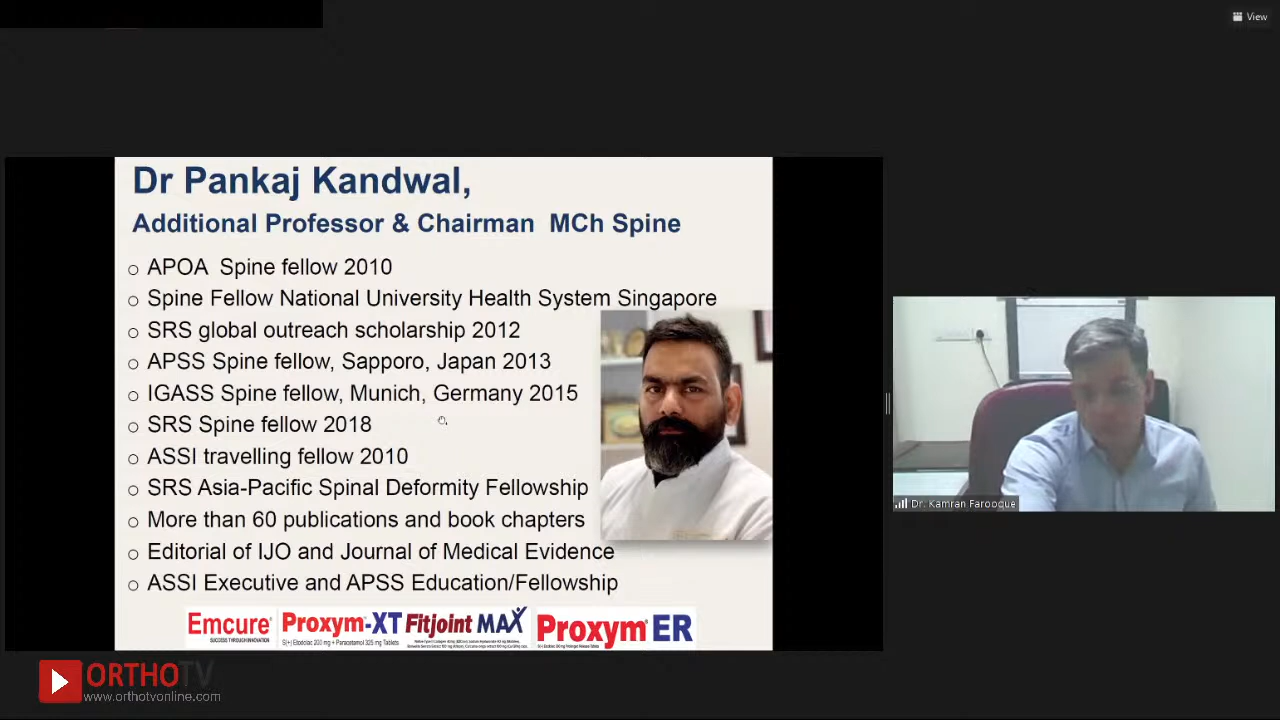 View
Dr Pankaj Kandwal,
Additional Professor & Chairman MCh Spine
APOA Spine fellow 2010
Spine Fellow National University Health System Singapore
SRS global outreach scholarship 2012
APSS Spine fellow, Sapporo, Japan 2013
IGASS Spine fellow, Munich, Germany 2015
SRS Spine fellow 2018
ASSI travelling fellow 2010
SRS Asia-Pacific Spinal Deformity Fellowship
More than 60 publications and book chapters
Editorial of IJO and Journal of Medical Evidence
ASSI Executive and APSS Education/Fellowship
Dr. Kamran Farooque
Emcure Proxym-XT Fitjoint MAX Proxym ER
SUCCESS THROUGH INNOVATION
ORTHOTV
www.orthotvonline.com